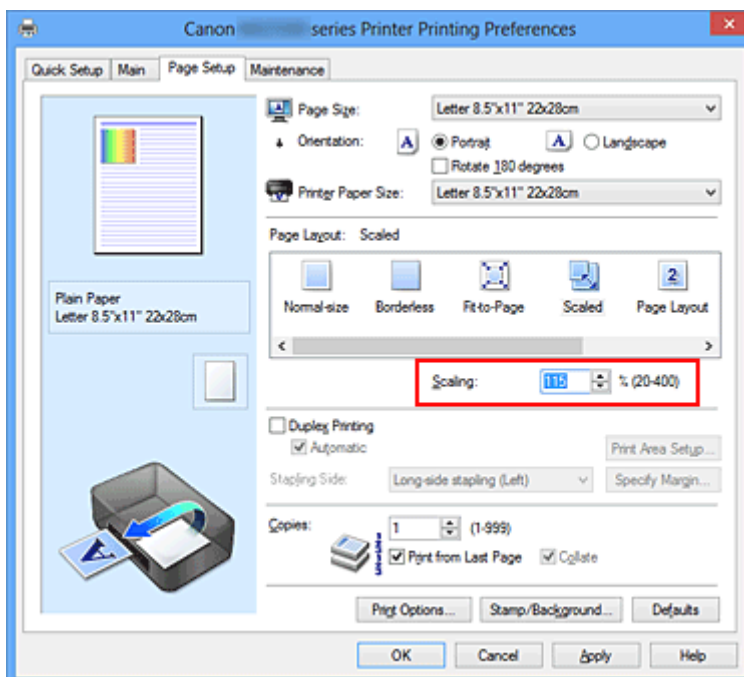 Canon series Printer Printing Preferences
Quick Setup Main Page Setup Maintenance
Page Size: Letter 8.5"x11" 22x28cm
Orientation: A Portrait A Landscape
Rotate 180 degrees
Printer Paper Size: Letter 8.5"x11" 22x28cm
Page Layout: Scaled
Normal-size Borderless Fit-to-Page Scaled 2 Page Layout
Plain Paper
Letter 8.5"x11" 22x28cm
Scaling: 115 % (20-400)
Duplex Printing
Automatic
Print Area Setup...
Stapling Side: Long-side stapling (Left) Specify Margin...
Copies: 1 (1-999)
Print from Last Page Collate
A
Print Options... Stamp/Background... Defaults
OK Cancel Apply Help